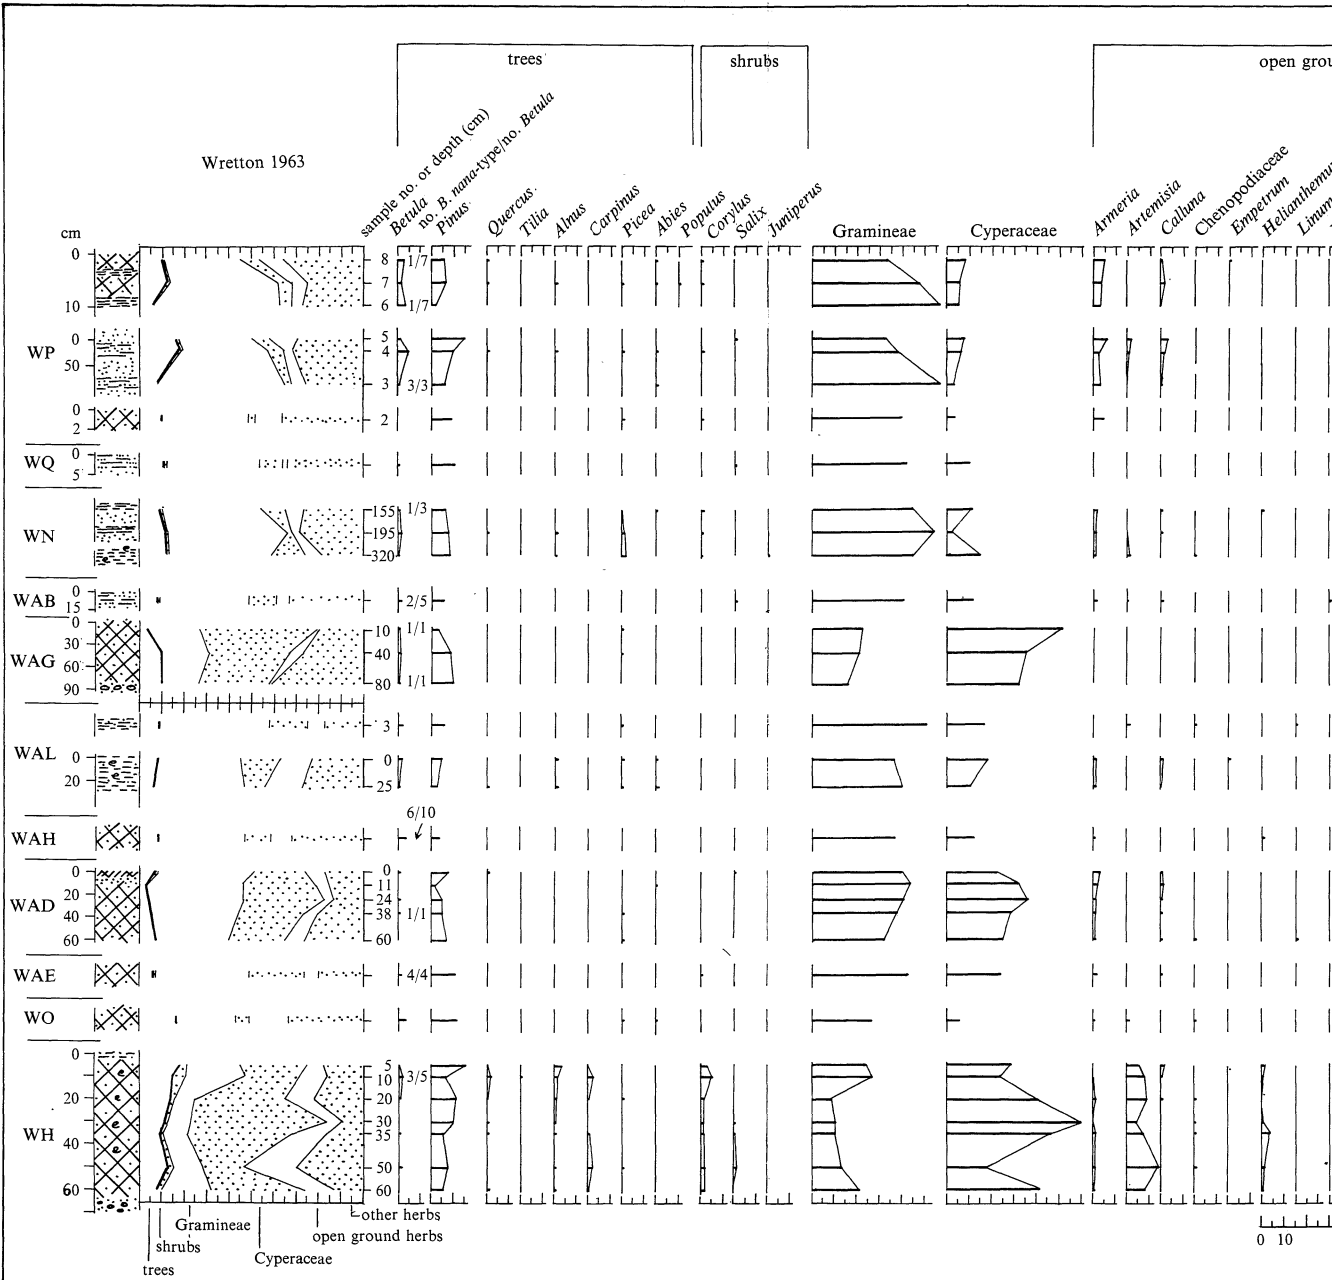 trees
shrubs
open grou
Wretton 1963
sample no. or depth (cm)
Betula
no. B. nana-type/no. Betula
Pinus
Quercus
Tilia
Alnus
Carpinus
Picea
Abies
Populus
Corylus
Salix
Juniperus
Gramineae
Cyperaceae
Armeria
Artemisia
Calluna
Chenopodiaceae
Empetrum
Helianthemum
Linum
cm
0 8 1/7
7
10 6 1/7
WP 0 5
4
50
3 3/3
0
2 2
WQ 0
5
WN 155 1/3
195
e 320
WAB 0 2/5
15
WAG 0 10 1/1
30
40
60
90 80 1/1
WAL 3
0 e 0
20 e 25
6/10
WAH
WAD 0 0
11
20 24
40 38 1/1
60 60
WAE 4/4
WO
WH 0 5
e 10 3/5
20 e 20
30
35
40 e
50
60 60
trees
shrubs
Gramineae
Cyperaceae
open ground herbs
other herbs
0 10